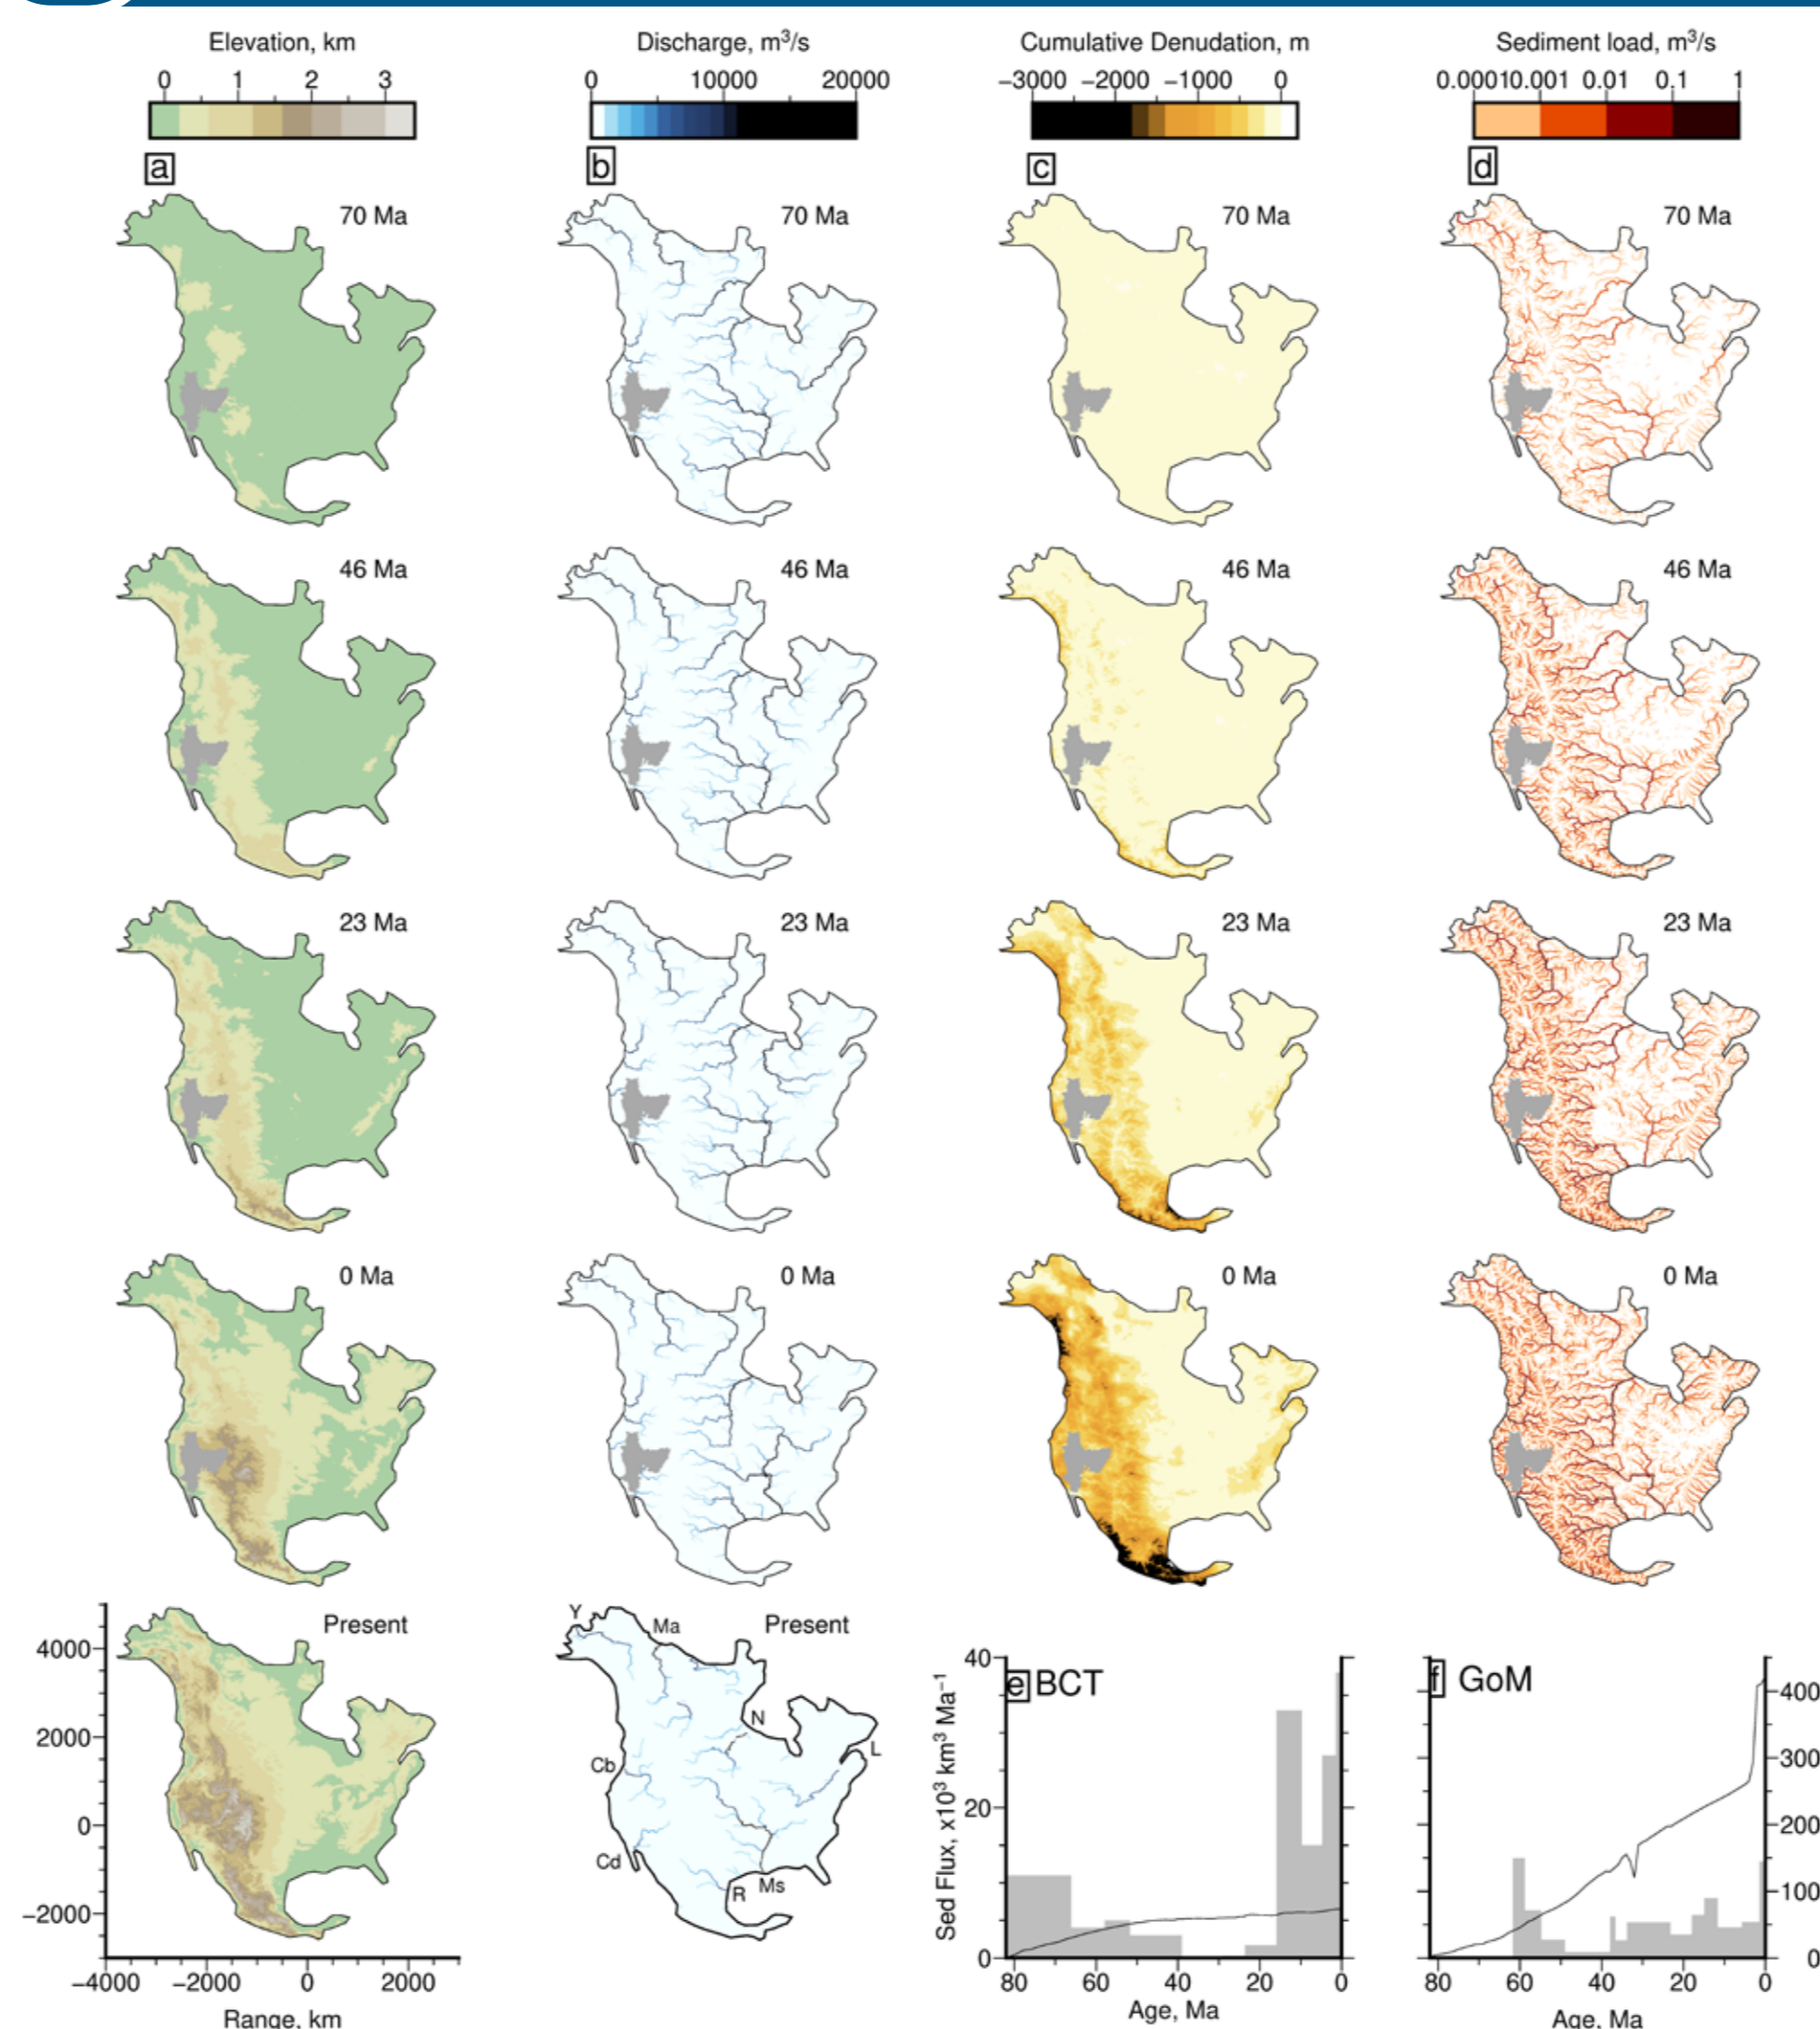 Elevation, km
0 1 2 3
Discharge, m³/s
0 10000 20000
Cumulative Denudation, m
−3000 −2000 −1000 0
Sediment load, m³/s
0.0001 0.001 0.01 0.1 1
a b c d
70 Ma 70 Ma 70 Ma 70 Ma
46 Ma 46 Ma 46 Ma 46 Ma
23 Ma 23 Ma 23 Ma 23 Ma
0 Ma 0 Ma 0 Ma 0 Ma
Present
4000
2000
0
−2000
−4000 −2000 0 2000
Range, km
Present
Y
Ma
N
L
Cb
Cd
R
Ms
e BCT
Sed Flux, x10³ km³ Ma⁻¹
40
20
0
80 60 40 20 0
Age, Ma
f GoM
400
300
200
100
0
80 60 40 20 0
Age, Ma